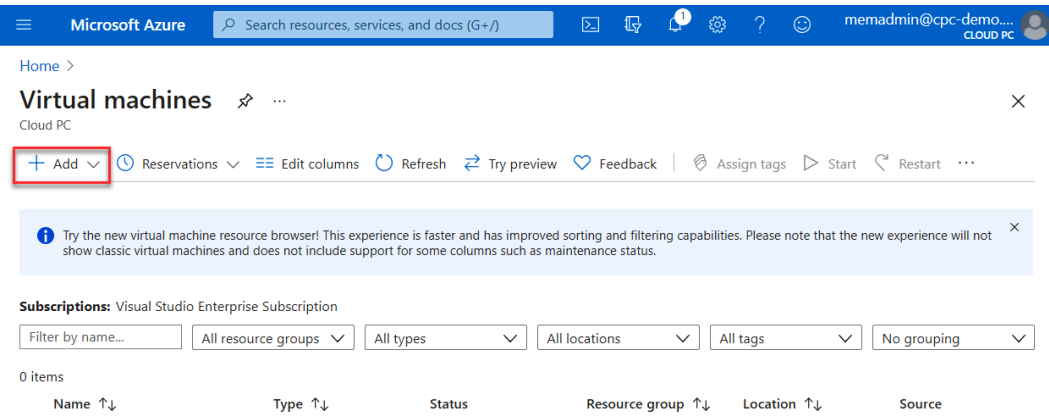 Microsoft Azure
Search resources, services, and docs (G+/)
1
memadmin@cpc-demo....
CLOUD PC
Home >
Virtual machines
...
Cloud PC
Add
Reservations
Edit columns
Refresh
Try preview
Feedback
Assign tags
Start
Restart
...
Try the new virtual machine resource browser! This experience is faster and has improved sorting and filtering capabilities. Please note that the new experience will not
show classic virtual machines and does not include support for some columns such as maintenance status.
Subscriptions: Visual Studio Enterprise Subscription
Filter by name...
All resource groups
All types
All locations
All tags
No grouping
0 items
Name ↑↓
Type ↑↓
Status
Resource group ↑↓
Location ↑↓
Source